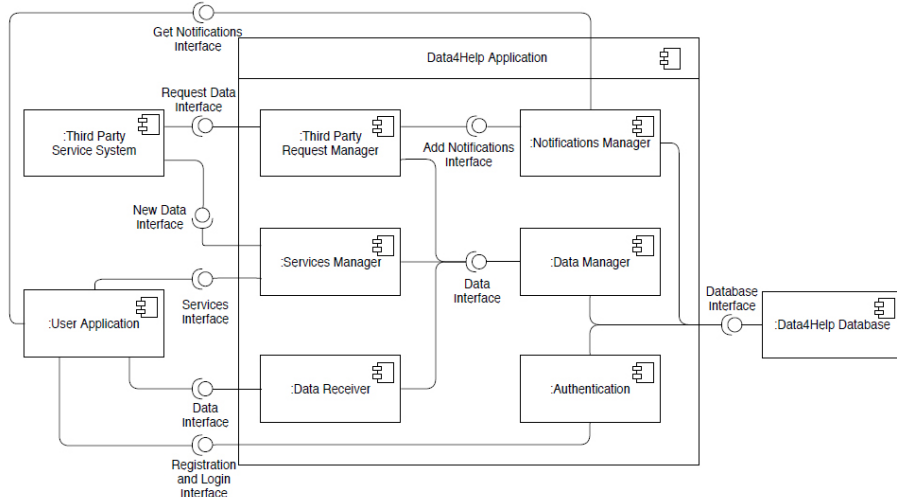 Get Notifications
Interface
Data4Help Application
Request Data
Interface
:Third Party
Service System
:Third Party
Request Manager
Add Notifications
Interface
:Notifications Manager
New Data
Interface
:Services Manager
Data
Interface
:Data Manager
Services
Interface
Database
Interface
:User Application
:Data4Help Database
:Data Receiver
:Authentication
Data
Interface
Registration
and Login
Interface